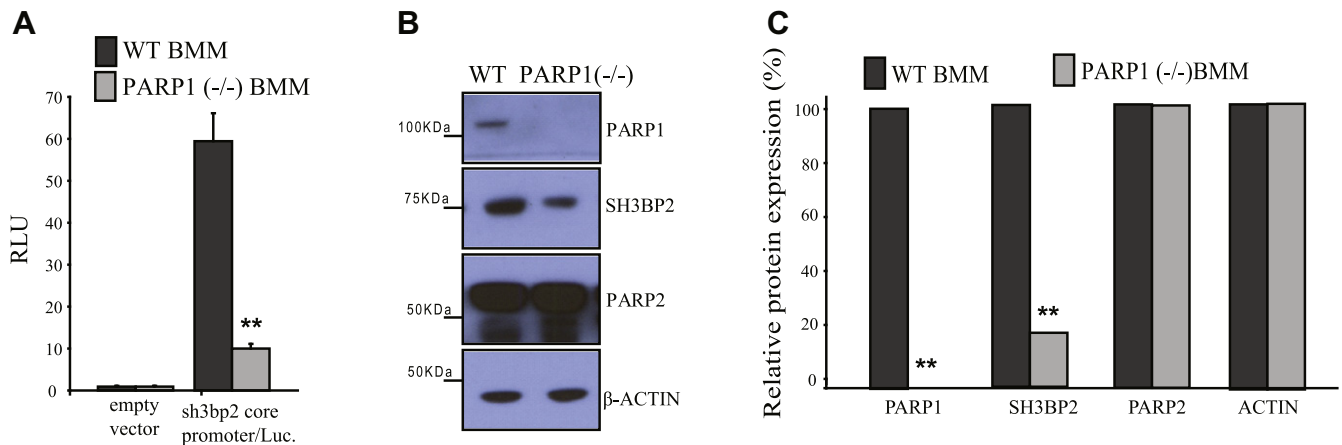 A
WT BMM
PARP1 (-/-) BMM
RLU
70
60
50
40
30
20
10
0
**
empty vector
sh3bp2 core promoter/Luc.
B
WT PARP1(-/-)
100KDa
PARP1
75KDa
SH3BP2
50KDa
PARP2
50KDa
β-ACTIN
C
WT BMM
PARP1 (-/-)BMM
Relative protein expression (%)
100
80
60
40
20
0
**
**
PARP1
SH3BP2
PARP2
ACTIN